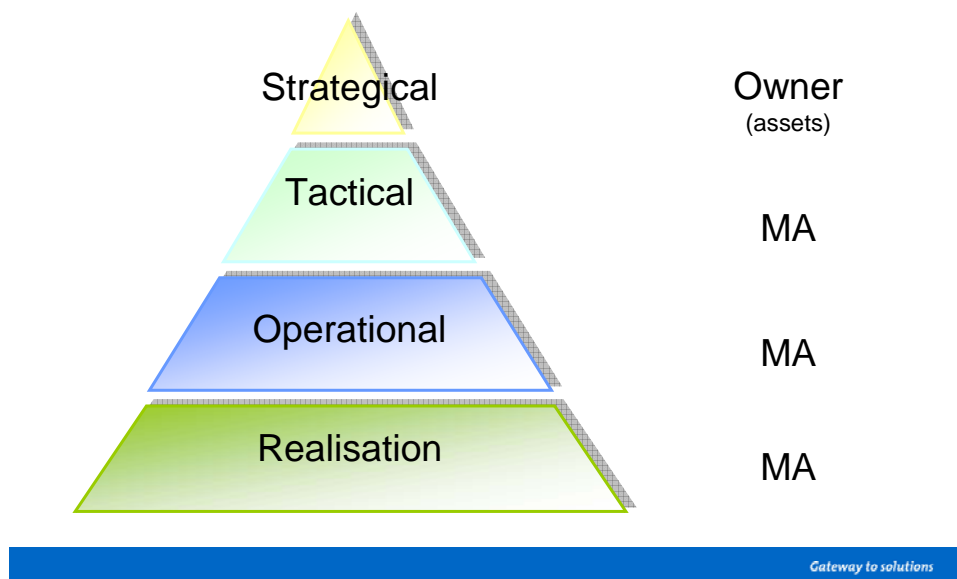 Strategical
Owner
(assets)
Tactical
MA
Operational
MA
Realisation
MA
Gateway to solutions